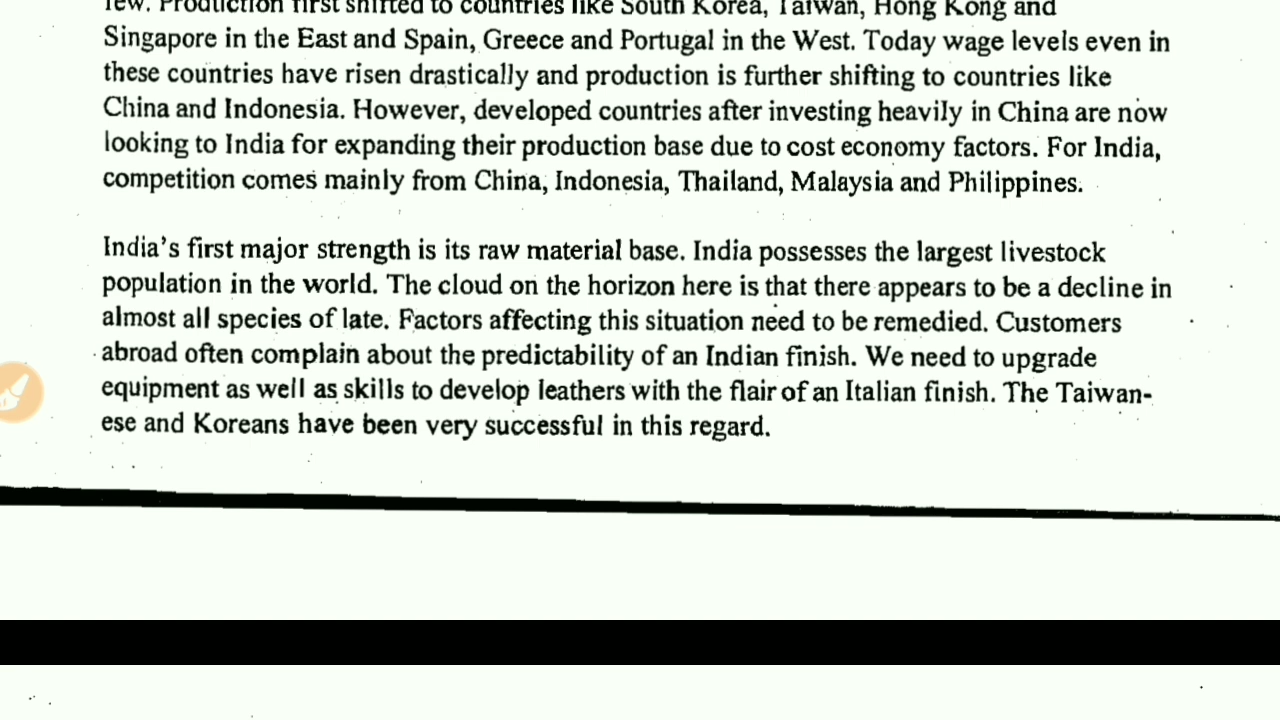 few. Production first shifted to countries like South Korea, Taiwan, Hong Kong and
Singapore in the East and Spain, Greece and Portugal in the West. Today wage levels even in
these countries have risen drastically and production is further shifting to countries like
China and Indonesia. However, developed countries after investing heavily in China are now
looking to India for expanding their production base due to cost economy factors. For India,
competition comes mainly from China, Indonesia, Thailand, Malaysia and Philippines.
India's first major strength is its raw material base. India possesses the largest livestock
population in the world. The cloud on the horizon here is that there appears to be a decline in
almost all species of late. Factors affecting this situation need to be remedied. Customers
abroad often complain about the predictability of an Indian finish. We need to upgrade
equipment as well as skills to develop leathers with the flair of an Italian finish. The Taiwan-
ese and Koreans have been very successful in this regard.